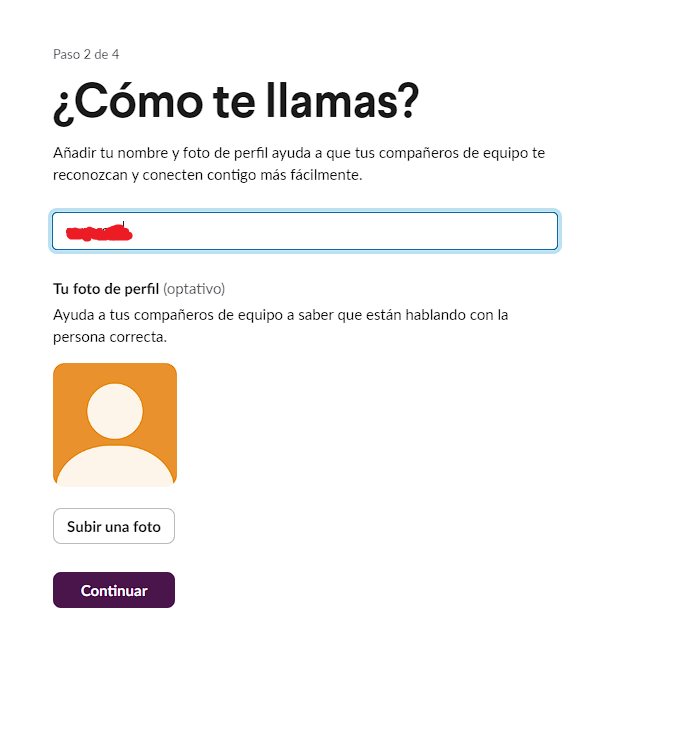 Paso 2 de 4
¿Cómo te llamas?
Añadir tu nombre y foto de perfil ayuda a que tus compañeros de equipo te
reconozcan y conecten contigo más fácilmente.
Tu foto de perfil (optativo)
Ayuda a tus compañeros de equipo a saber que están hablando con la
persona correcta.
Subir una foto
Continuar